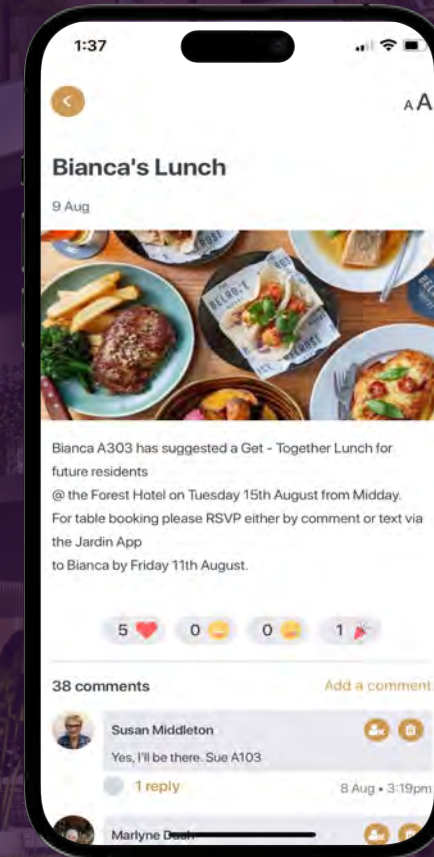 1:37
AA
Bianca's Lunch
9 Aug
Bianca A303 has suggested a Get - Together Lunch for
future residents
@ the Forest Hotel on Tuesday 15th August from Midday.
For table booking please RSVP either by comment or text via
the Jardin App
to Bianca by Friday 11th August.
5 0 0 1
38 comments
Add a comment
Susan Middleton
Yes, I'll be there. Sue A103
1 reply
8 Aug • 3:19pm
Marlyne